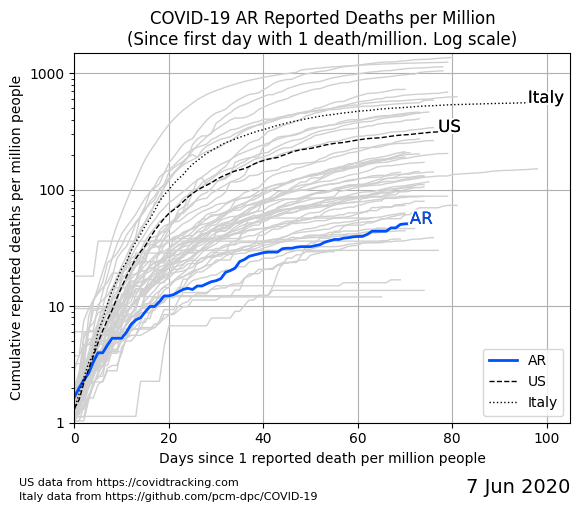 COVID-19 AR Reported Deaths per Million
(Since first day with 1 death/million. Log scale)
Cumulative reported deaths per million people
1000
100
10
1
Italy
US
AR
AR
US
Italy
0
20
40
60
80
100
Days since 1 reported death per million people
US data from https://covidtracking.com
Italy data from https://github.com/pcm-dpc/COVID-19
7 Jun 2020